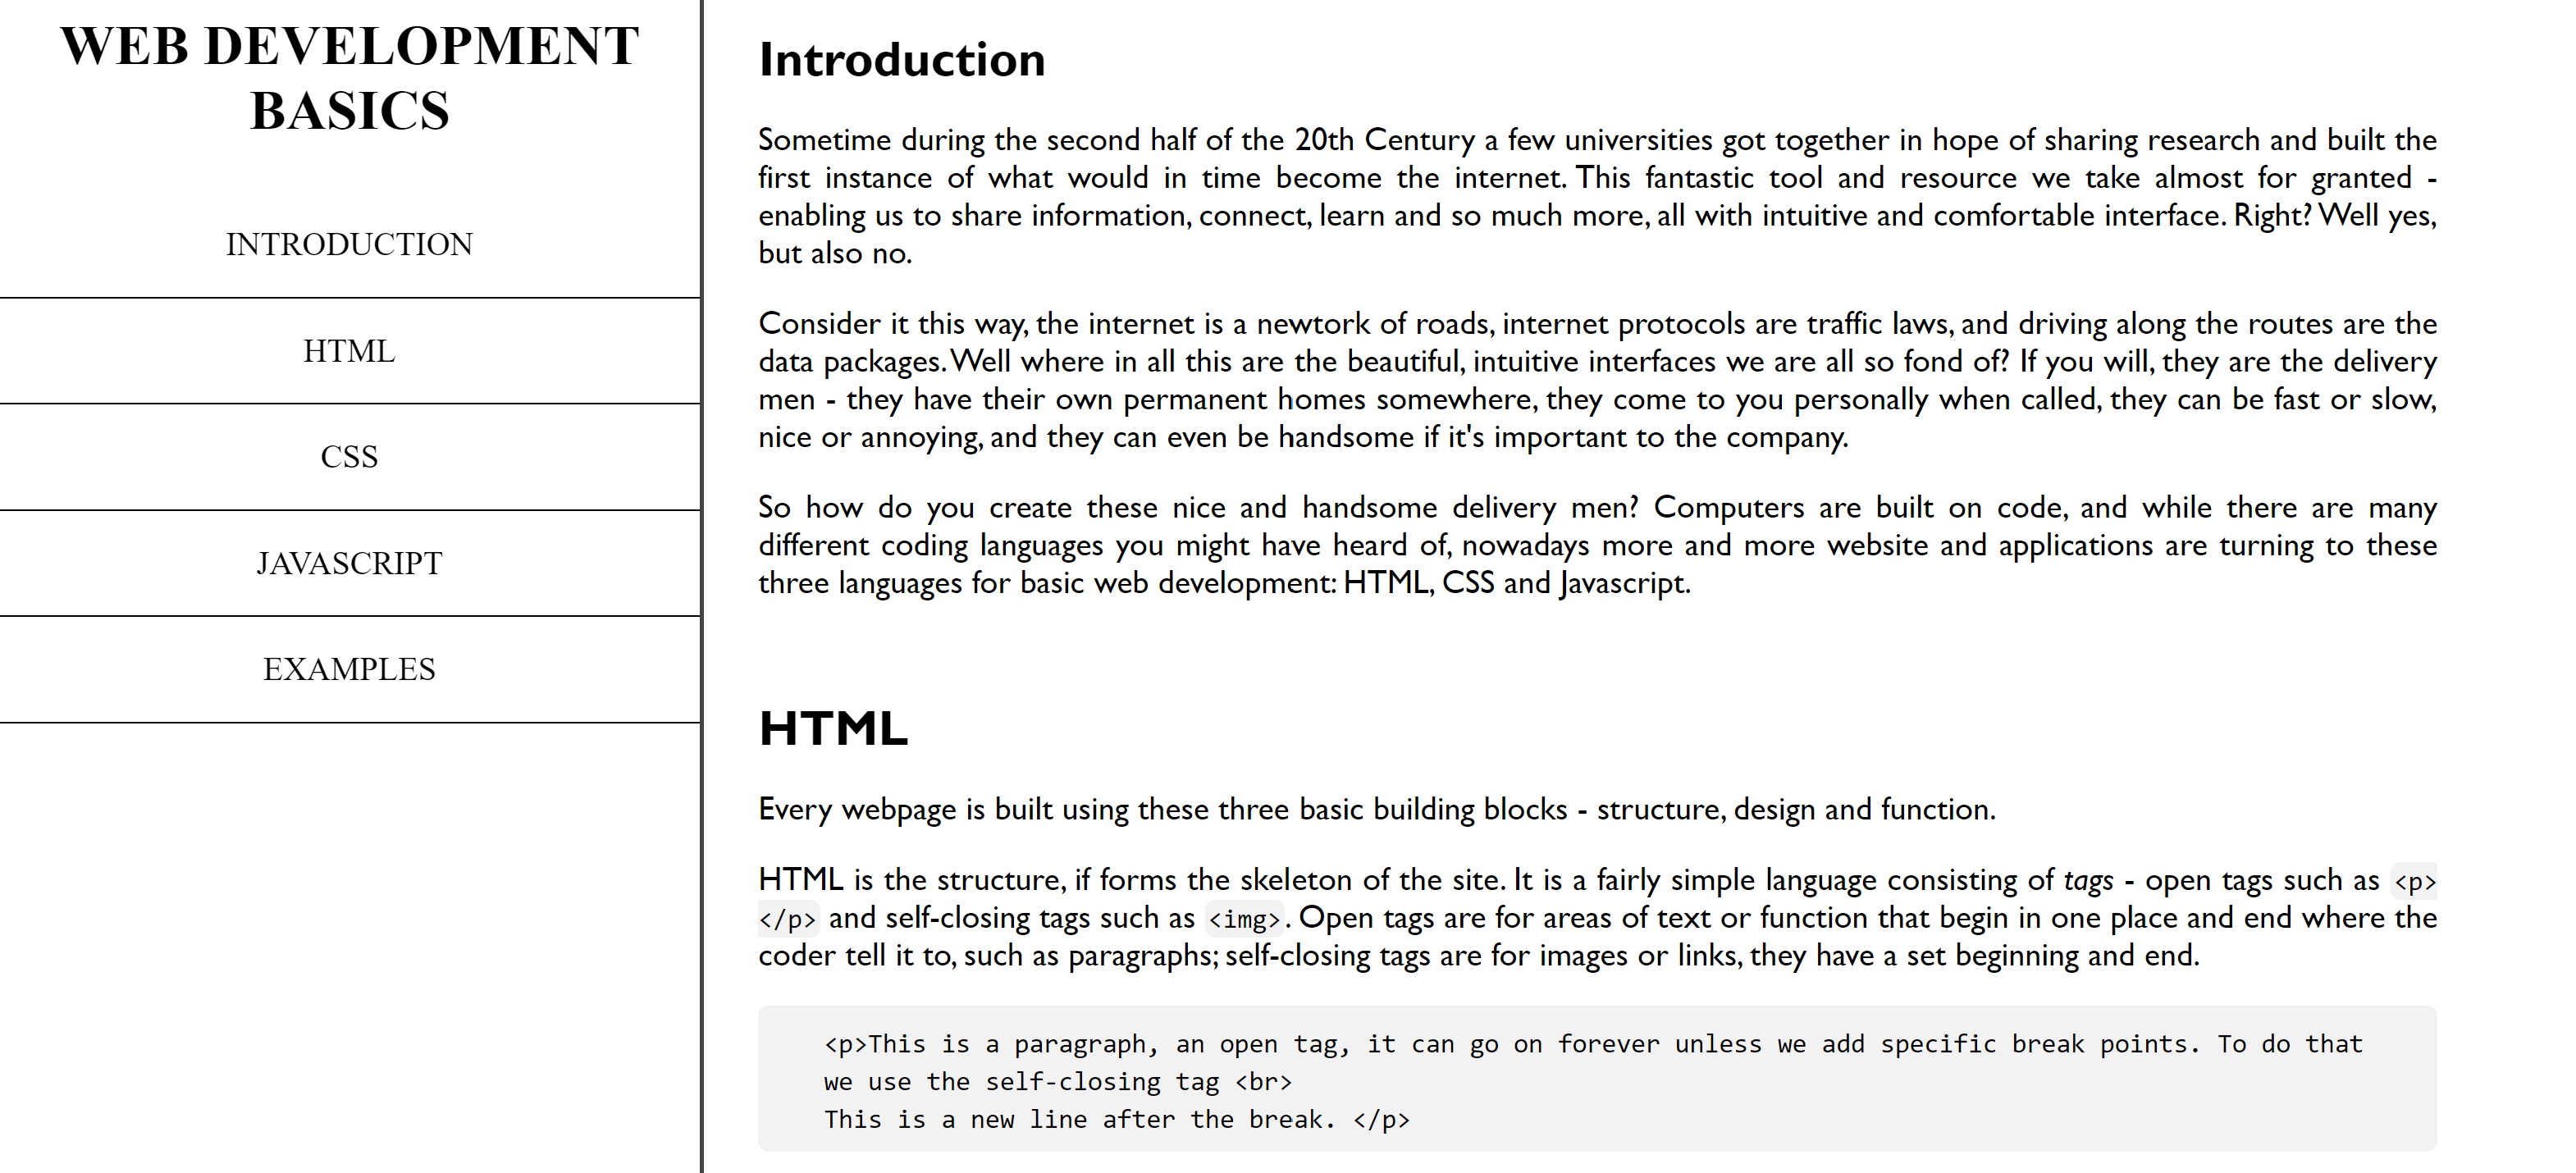 WEB DEVELOPMENT
BASICS
INTRODUCTION
HTML
CSS
JAVASCRIPT
EXAMPLES
Introduction
Sometime during the second half of the 20th Century a few universities got together in hope of sharing research and built the
first instance of what would in time become the internet. This fantastic tool and resource we take almost for granted -
enabling us to share information, connect, learn and so much more, all with intuitive and comfortable interface. Right? Well yes,
but also no.
Consider it this way, the internet is a newtork of roads, internet protocols are traffic laws, and driving along the routes are the
data packages. Well where in all this are the beautiful, intuitive interfaces we are all so fond of? If you will, they are the delivery
men - they have their own permanent homes somewhere, they come to you personally when called, they can be fast or slow,
nice or annoying, and they can even be handsome if it's important to the company.
So how do you create these nice and handsome delivery men? Computers are built on code, and while there are many
different coding languages you might have heard of, nowadays more and more website and applications are turning to these
three languages for basic web development: HTML, CSS and Javascript.
HTML
Every webpage is built using these three basic building blocks - structure, design and function.
HTML is the structure, if forms the skeleton of the site. It is a fairly simple language consisting of tags - open tags such as <p>
</p> and self-closing tags such as <img>. Open tags are for areas of text or function that begin in one place and end where the
coder tell it to, such as paragraphs; self-closing tags are for images or links, they have a set beginning and end.
<p>This is a paragraph, an open tag, it can go on forever unless we add specific break points. To do that
we use the self-closing tag <br>
This is a new line after the break. </p>